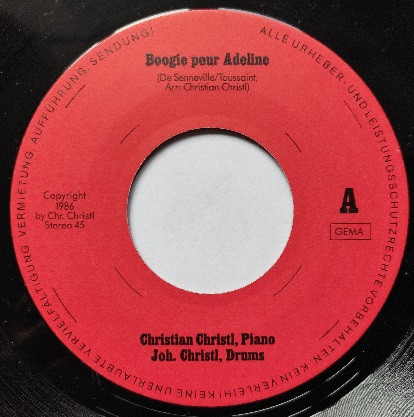 ALLE URHEBER- UND LEISTUNGSSCHUTZRECHTE VORBEHALTEN. KEIN VERLEIH! KEINE UNERLAUBTE VERVIELFÄLTIGUNG, VERMIETUNG, AUFFÜHRUNG, SENDUNG!
Boogie pour Adeline
(De Senneville/Toussaint,
Arr: Christian Christl)
Copyright
1986
by Chr. Christl
Stereo 45
A
GEMA
Christian Christl, Piano
Joh. Christl, Drums